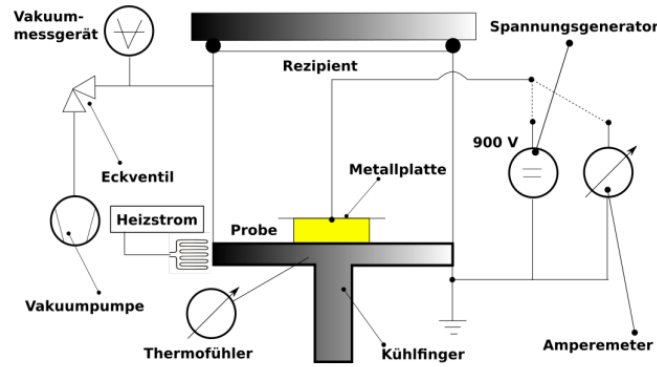 Vakuum-
messgerät
Spannungsgenerator
Rezipient
900 V
Eckventil
Metallplatte
Heizstrom
Probe
Vakuumpumpe
Thermofühler
Kühlfinger
Amperemeter